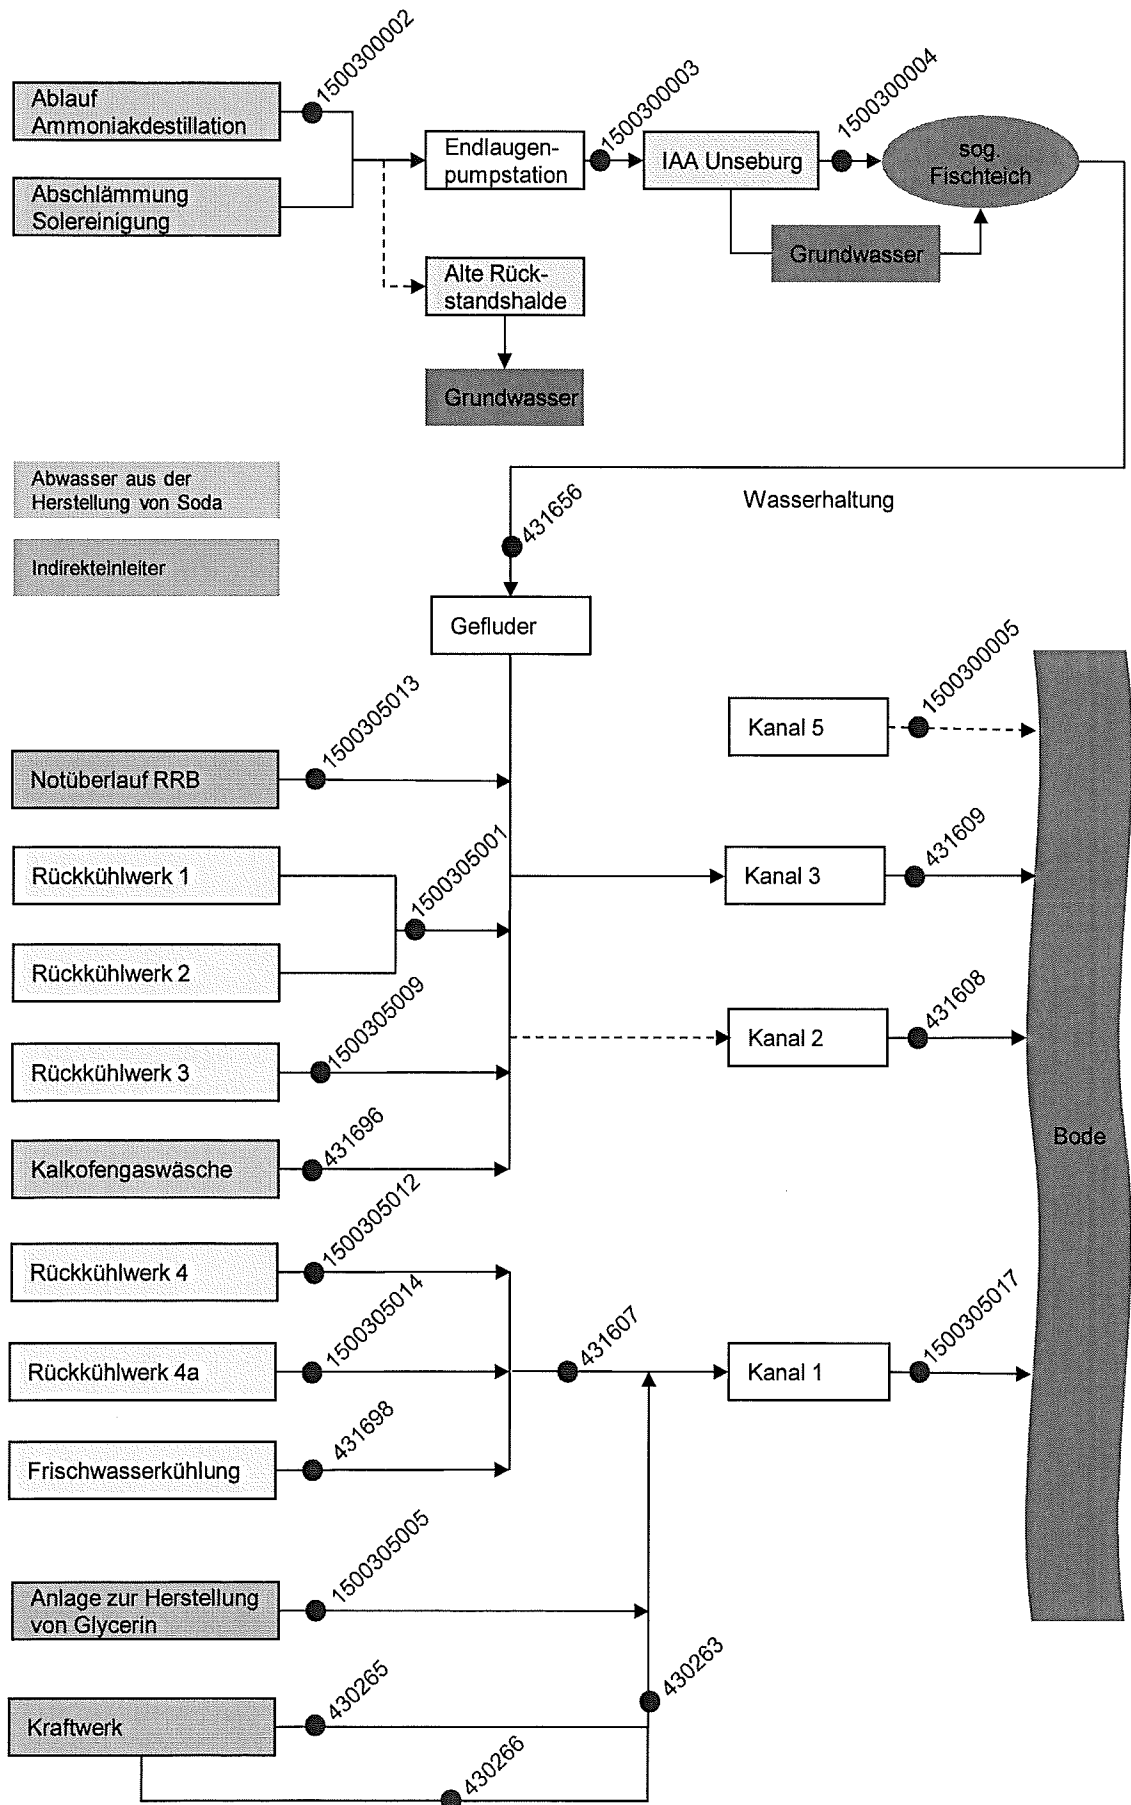 1500300002
Ablauf
Ammoniakdestillation
1500300003
1500300004
Endlaugen-
pumpstation
IAA Unseburg
sog.
Fischteich
Abschlämmung
Solereinigung
Grundwasser
Alte Rück-
standshalde
Grundwasser
Abwasser aus der
Herstellung von Soda
Wasserhaltung
431656
Indirekteinleiter
Gefluder
1500305013
1500300005
Kanal 5
Notüberlauf RRB
431609
1500305001
Rückkühlwerk 1
Kanal 3
Rückkühlwerk 2
431608
1500305009
Kanal 2
Rückkühlwerk 3
Bode
431696
Kalkofengaswäsche
1500305012
Rückkühlwerk 4
1500305014
431607
1500305017
Rückkühlwerk 4a
Kanal 1
431698
Frischwasserkühlung
1500305005
Anlage zur Herstellung
von Glycerin
430263
430265
Kraftwerk
430266